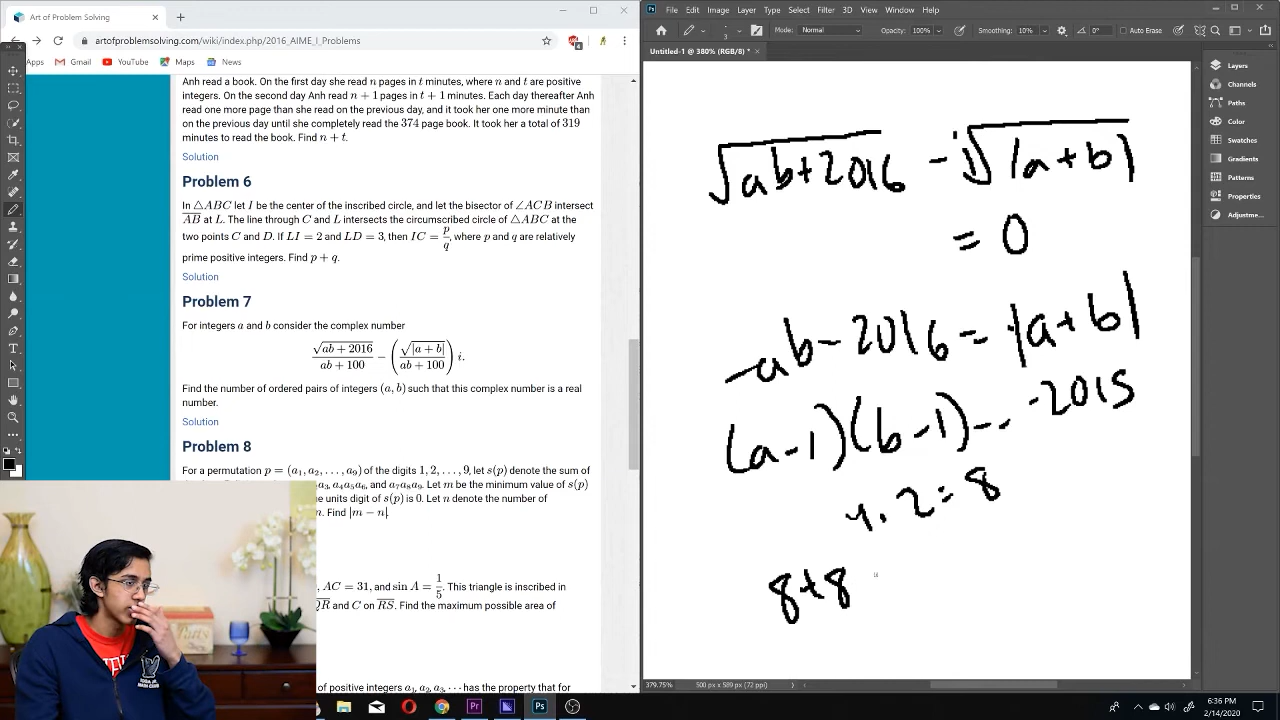 Art of Problem Solving
artofproblemsolving.com/wiki/index.php/2016_AIME_I_Problems
Apps Gmail YouTube Maps News
Anh read a book. On the first day she read n pages in t minutes, where n and t are positive
integers. On the second day Anh read n + 1 pages in t + 1 minutes. Each day thereafter Anh
read one more page than she read on the previous day, and it took her one more minute than
on the previous day until she completely read the 374 page book. It took her a total of 319
minutes to read the book. Find n + t.
Solution
Problem 6
In △ABC let I be the center of the inscribed circle, and let the bisector of ∠ACB intersect
AB at L. The line through C and L intersects the circumscribed circle of △ABC at the
two points C and D. If LI = 2 and LD = 3, then IC = p/q, where p and q are relatively
prime positive integers. Find p + q.
Solution
Problem 7
For integers a and b consider the complex number
√(ab + 2016)/(ab + 100) − (√|a + b|/(ab + 100)) i.
Find the number of ordered pairs of integers (a, b) such that this complex number is a real
number.
Solution
Problem 8
For a permutation p = (a₁, a₂, . . . , a₉) of the digits 1, 2, . . . , 9, let s(p) denote the sum of
a₃, a₄a₅a₆, and a₇a₈a₉. Let m be the minimum value of s(p)
e units digit of s(p) is 0. Let n denote the number of
n. Find |m − n|.
, AC = 31, and sin A = 1/5. This triangle is inscribed in
QR and C on RS. Find the maximum possible area of
of positive integers a₁, a₂, a₃, . . . has the property that for
File Edit Image Layer Type Select Filter 3D View Window Help
Mode: Normal Opacity: 100% Smoothing: 10% 0° Auto Erase
Untitled-1 @ 380% (RGB/8) *
√ab+2016 - i√|a+b|
= 0
-ab-2016=|a+b|
(a-1)(b-1)-- -2015
4.2=8
8+8
Layers
Channels
Paths
Color
Swatches
Gradients
Patterns
Properties
Adjustme...
379.75% 500 px x 589 px (72 ppi)
6:36 PM
2/14/2020